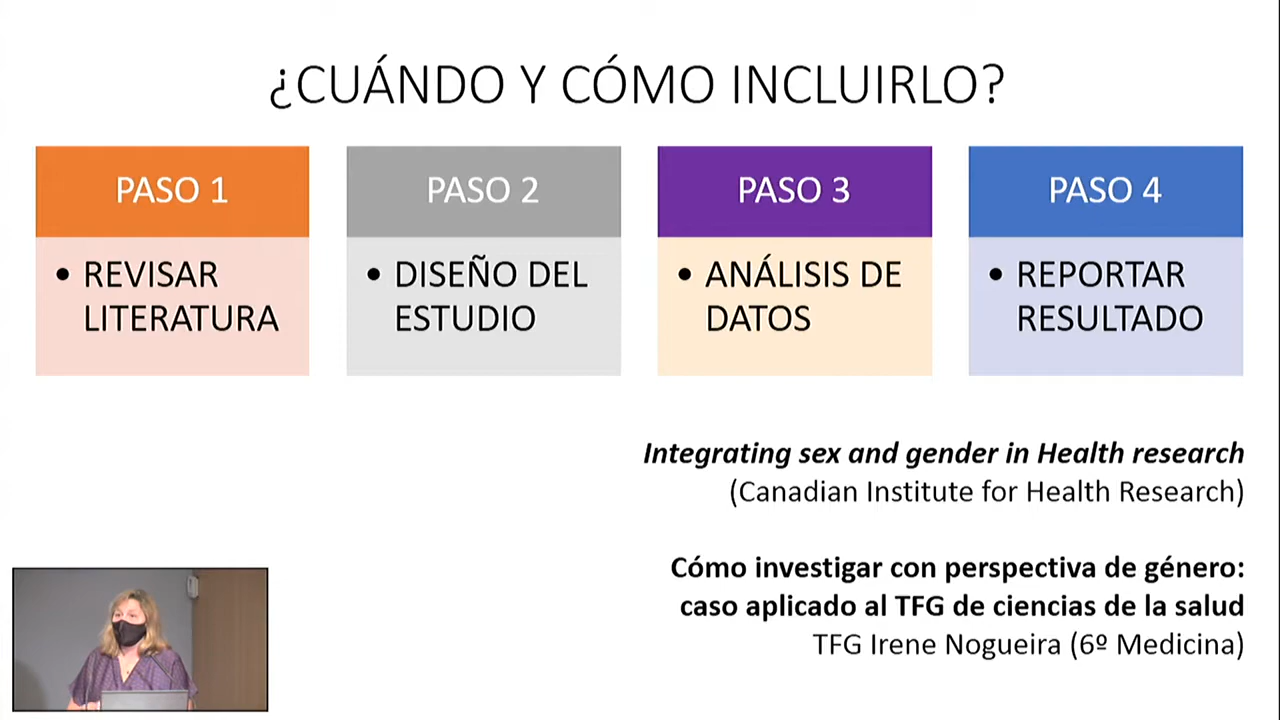 ¿CUÁNDO Y CÓMO INCLUIRLO?
PASO 1
• REVISAR
LITERATURA
PASO 2
• DISEÑO DEL
ESTUDIO
PASO 3
• ANÁLISIS DE
DATOS
PASO 4
• REPORTAR
RESULTADO
Integrating sex and gender in Health research
(Canadian Institute for Health Research)
Cómo investigar con perspectiva de género:
caso aplicado al TFG de ciencias de la salud
TFG Irene Nogueira (6º Medicina)